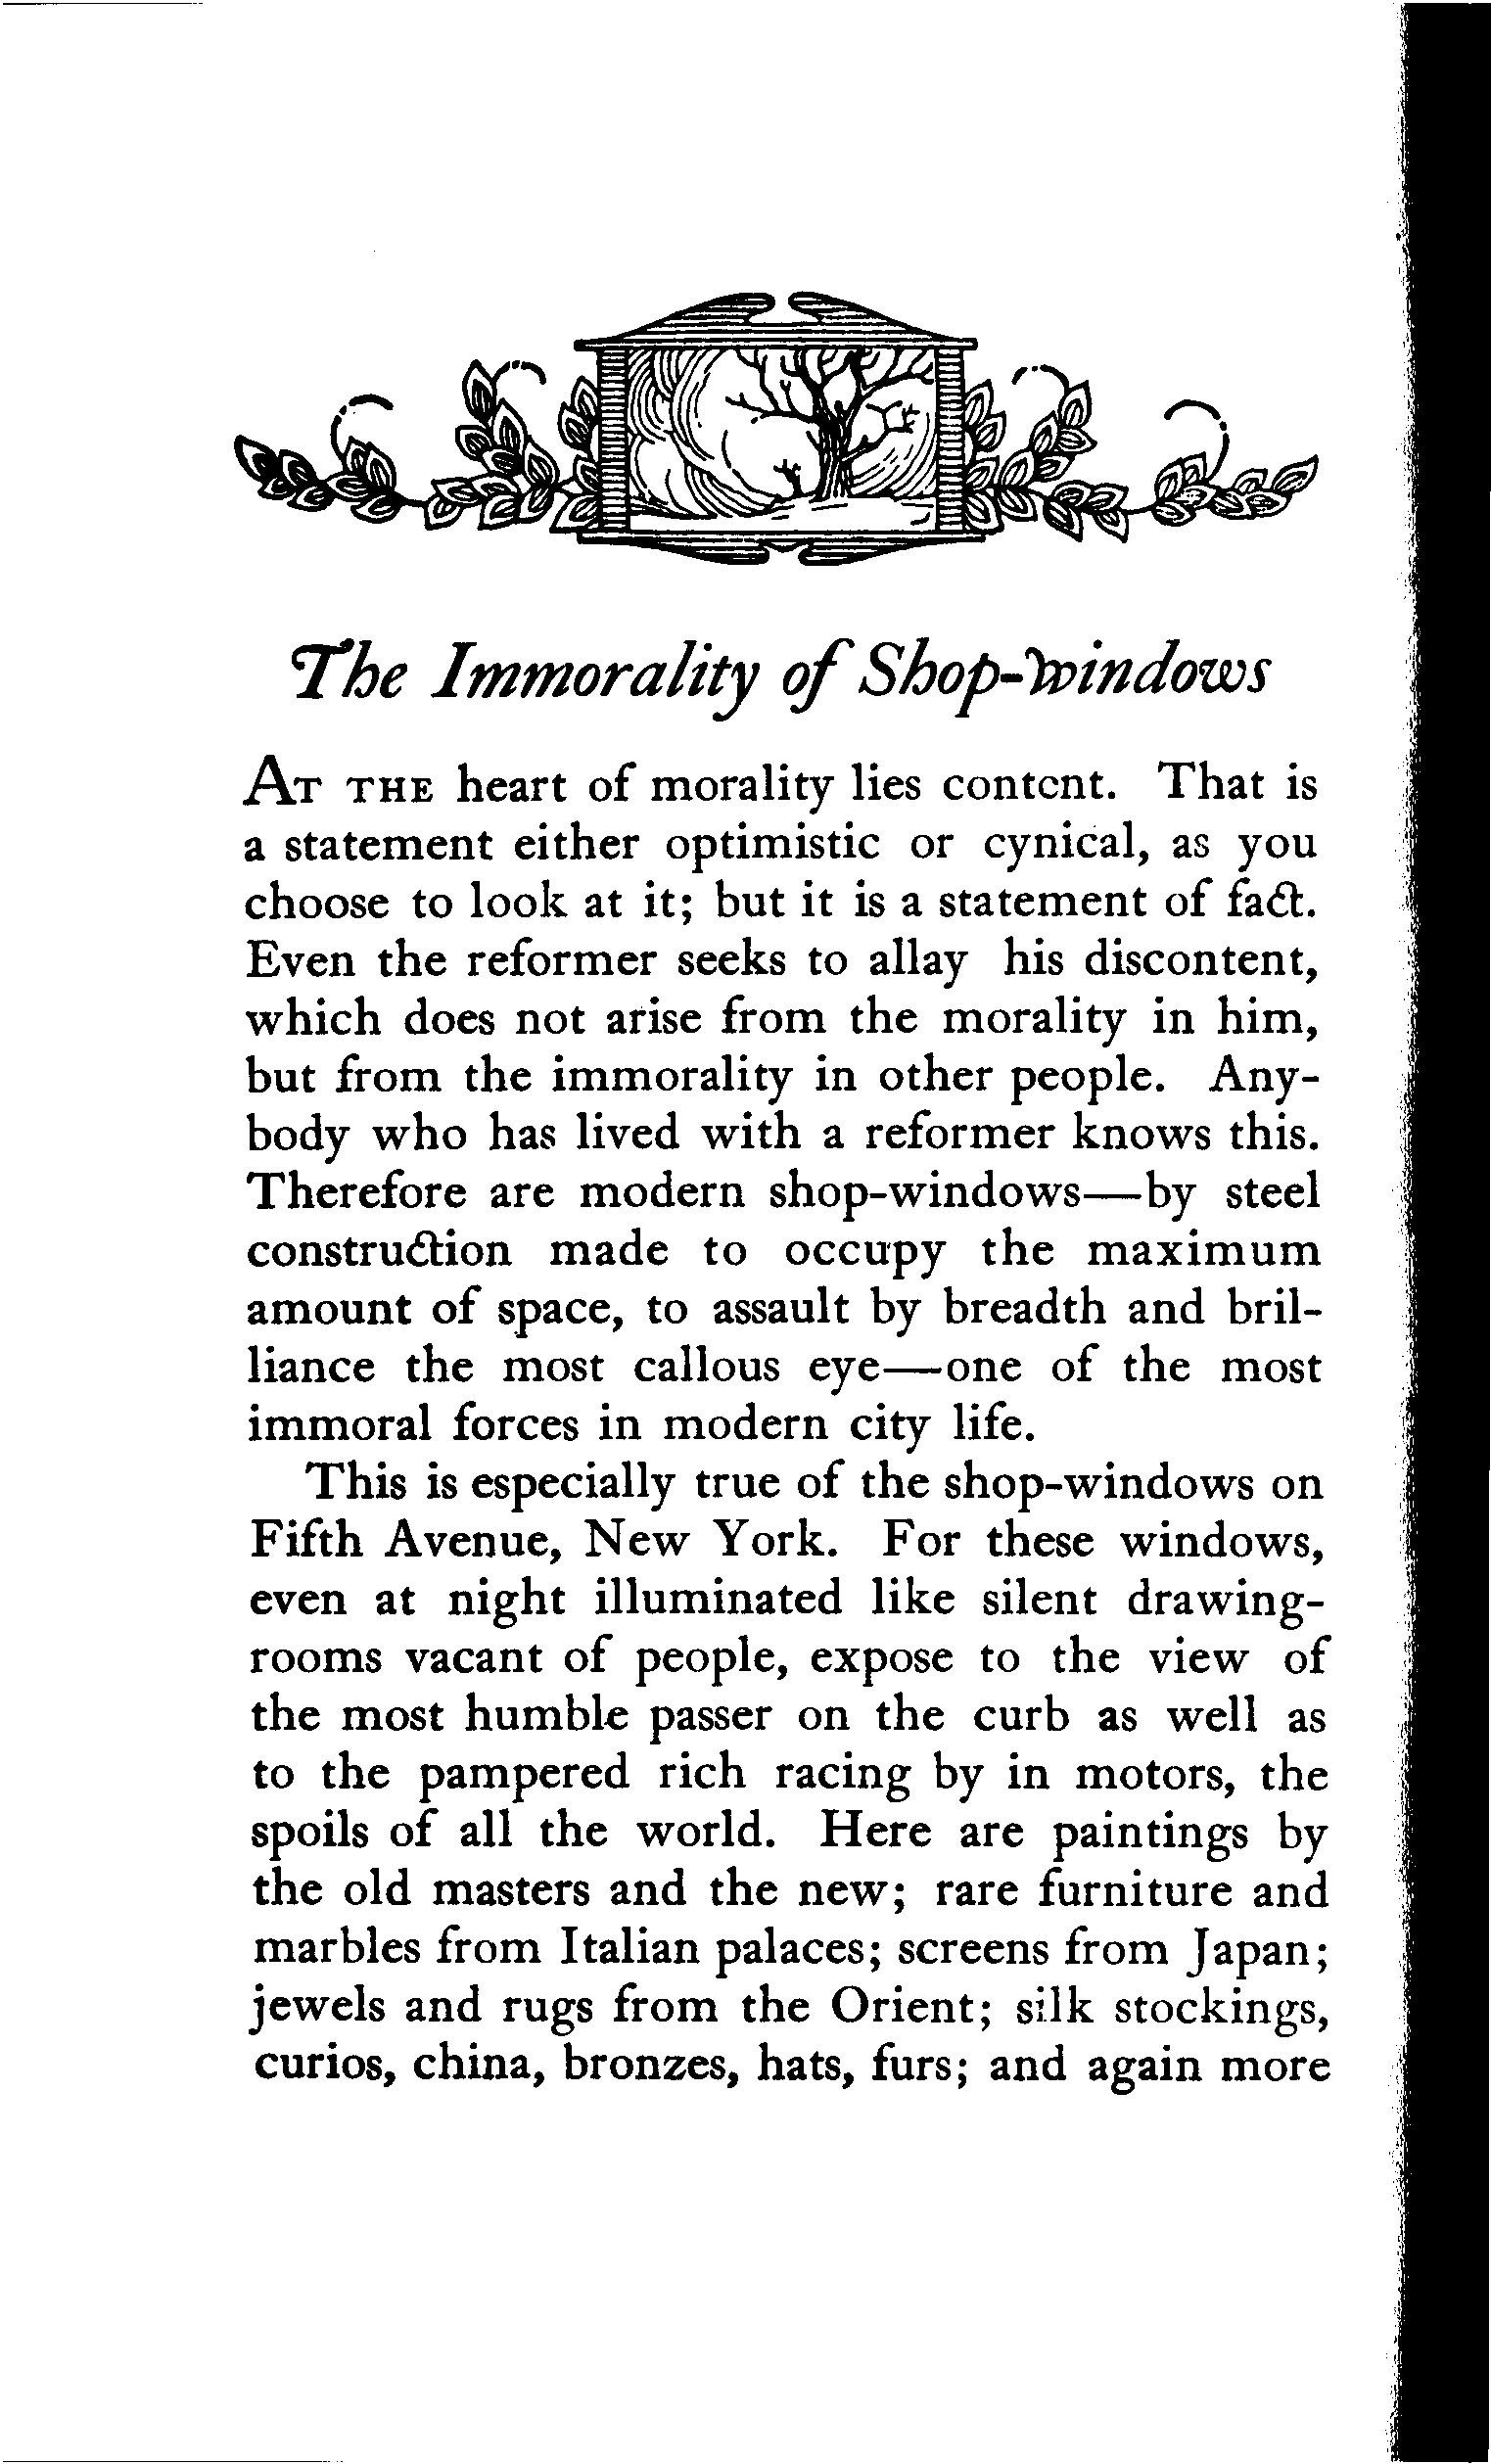 The Immorality of Shop-Windows
AT THE heart of morality lies content. That is
a statement either optimistic or cynical, as you
choose to look at it; but it is a statement of fact.
Even the reformer seeks to allay his discontent,
which does not arise from the morality in him,
but from the immorality in other people. Any-
body who has lived with a reformer knows this.
Therefore are modern shop-windows—by steel
construction made to occupy the maximum
amount of space, to assault by breadth and bril-
liance the most callous eye—one of the most
immoral forces in modern city life.
This is especially true of the shop-windows on
Fifth Avenue, New York. For these windows,
even at night illuminated like silent drawing-
rooms vacant of people, expose to the view of
the most humble passer on the curb as well as
to the pampered rich racing by in motors, the
spoils of all the world. Here are paintings by
the old masters and the new; rare furniture and
marbles from Italian palaces; screens from Japan;
jewels and rugs from the Orient; silk stockings,
curios, china, bronzes, hats, furs; and again more